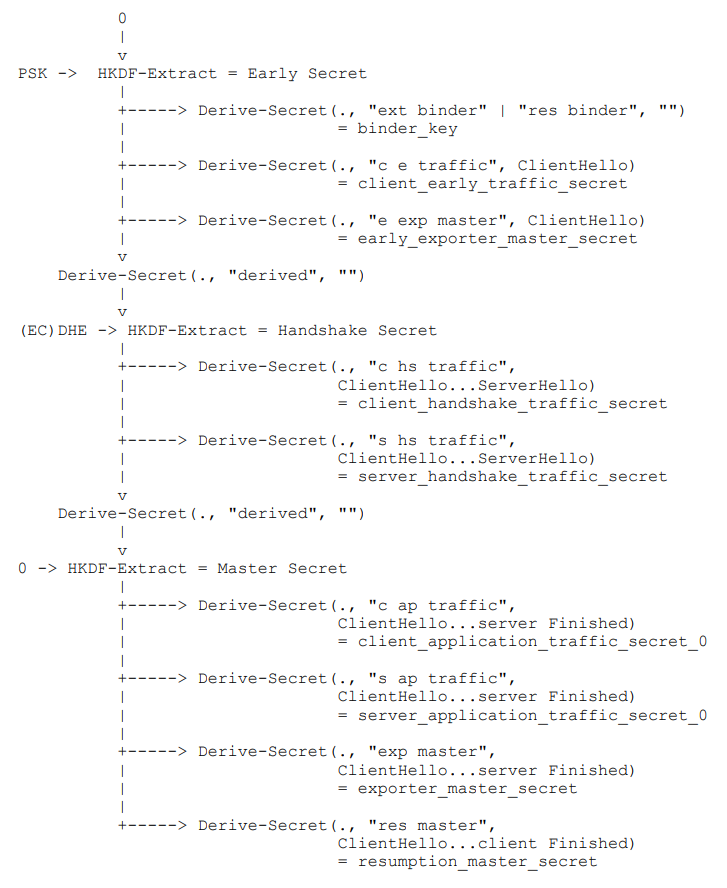 0
|
v
PSK ->  HKDF-Extract = Early Secret
|
+-----> Derive-Secret(., "ext binder" | "res binder", "")
|                     = binder_key
|
+-----> Derive-Secret(., "c e traffic", ClientHello)
|                     = client_early_traffic_secret
|
+-----> Derive-Secret(., "e exp master", ClientHello)
|                     = early_exporter_master_secret
v
Derive-Secret(., "derived", "")
|
v
(EC)DHE -> HKDF-Extract = Handshake Secret
|
+-----> Derive-Secret(., "c hs traffic",
|                     ClientHello...ServerHello)
|                     = client_handshake_traffic_secret
|
+-----> Derive-Secret(., "s hs traffic",
|                     ClientHello...ServerHello)
|                     = server_handshake_traffic_secret
v
Derive-Secret(., "derived", "")
|
v
0 -> HKDF-Extract = Master Secret
|
+-----> Derive-Secret(., "c ap traffic",
|                     ClientHello...server Finished)
|                     = client_application_traffic_secret_0
|
+-----> Derive-Secret(., "s ap traffic",
|                     ClientHello...server Finished)
|                     = server_application_traffic_secret_0
|
+-----> Derive-Secret(., "exp master",
|                     ClientHello...server Finished)
|                     = exporter_master_secret
|
+-----> Derive-Secret(., "res master",
ClientHello...client Finished)
= resumption_master_secret